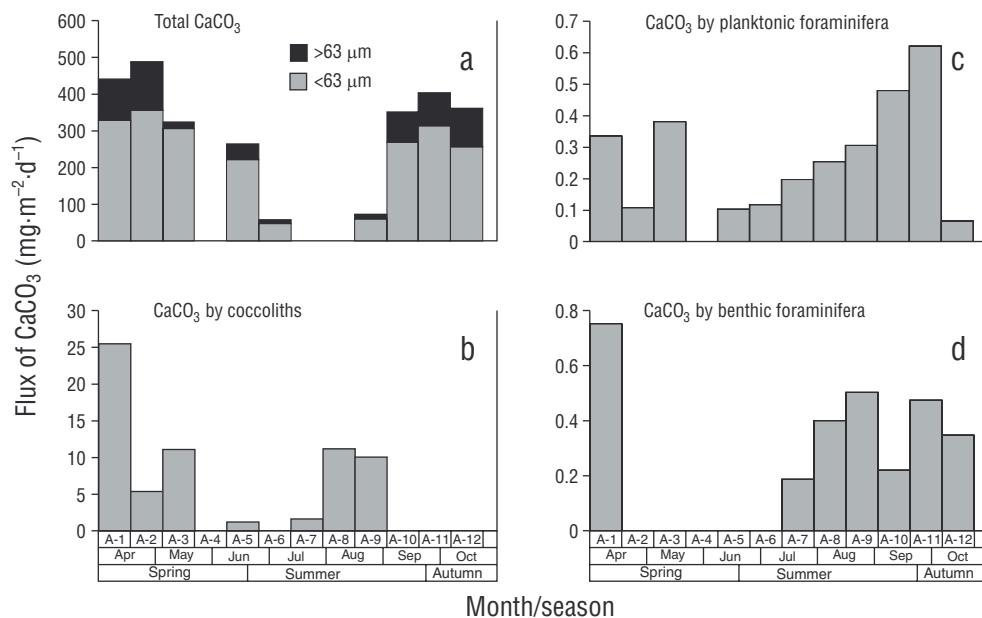 Flux of CaCO₃ (mg·m⁻²·d⁻¹)
Total CaCO₃
a
>63 µm
<63 µm
600
500
400
300
200
100
0
CaCO₃ by planktonic foraminifera
c
0.7
0.6
0.5
0.4
0.3
0.2
0.1
0
CaCO₃ by coccoliths
b
30
25
20
15
10
5
0
A-1 A-2 A-3 A-4 A-5 A-6 A-7 A-8 A-9 A-10 A-11 A-12
Apr May Jun Jul Aug Sep Oct
Spring Summer Autumn
CaCO₃ by benthic foraminifera
d
0.8
0.6
0.4
0.2
0
A-1 A-2 A-3 A-4 A-5 A-6 A-7 A-8 A-9 A-10 A-11 A-12
Apr May Jun Jul Aug Sep Oct
Spring Summer Autumn
Month/season